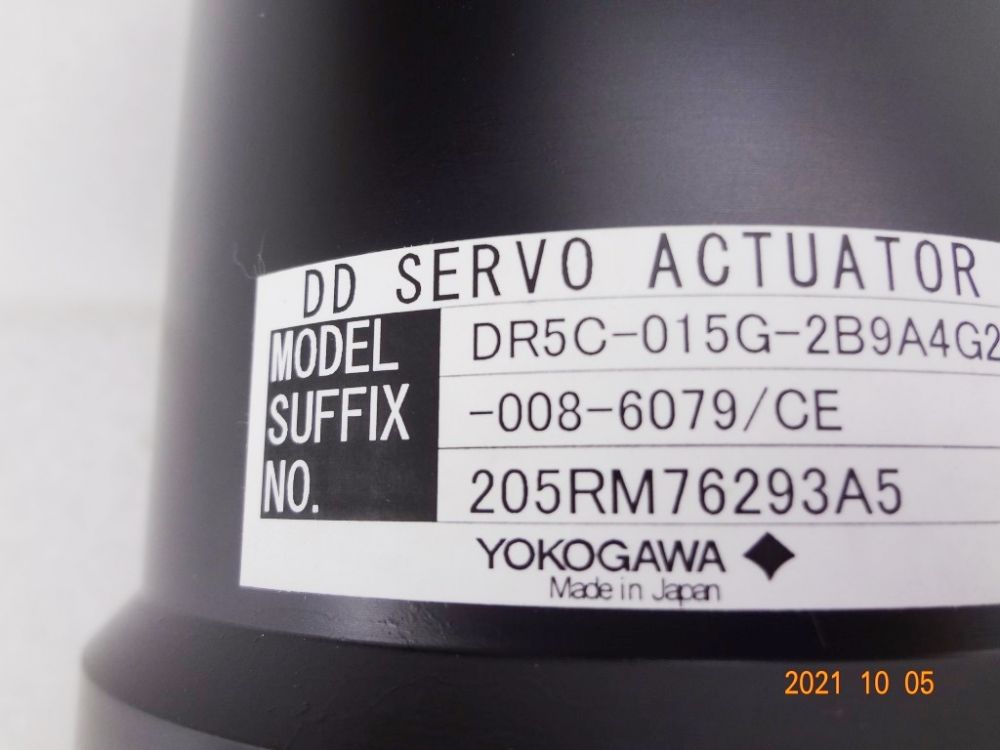 DD SERVO ACTUATOR
MODEL DR5C-015G-2B9A4G2
SUFFIX -008-6079/CE
NO. 205RM76293A5
YOKOGAWA
Made in Japan
2021 10 05